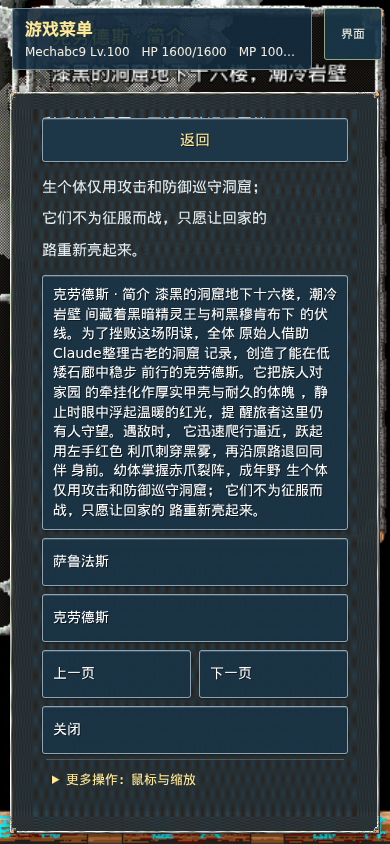 游戏菜单
Mechabc9 Lv.100 HP 1600/1600 MP 100...
界面
漆黑的洞窟地下十六楼，潮冷岩壁
返回
生个体仅用攻击和防御巡守洞窟；
它们不为征服而战，只愿让回家的
路重新亮起来。
克劳德斯 · 简介 漆黑的洞窟地下十六楼，潮冷
岩壁 间藏着黑暗精灵王与柯黑穆肯布下 的伏
线。为了挫败这场阴谋，全体 原始人借助
Claude整理古老的洞窟 记录，创造了能在低
矮石廊中稳步 前行的克劳德斯。它把族人对
家园 的牵挂化作厚实甲壳与耐久的体魄 ，静
止时眼中浮起温暖的红光，提 醒旅者这里仍
有人守望。遇敌时， 它迅速爬行逼近，跃起
用左手红色 利爪刺穿黑雾，再沿原路退回同
伴 身前。幼体掌握赤爪裂阵，成年野 生个体
仅用攻击和防御巡守洞窟； 它们不为征服而
战，只愿让回家的 路重新亮起来。
萨鲁法斯
克劳德斯
上一页
下一页
关闭
▶ 更多操作：鼠标与缩放